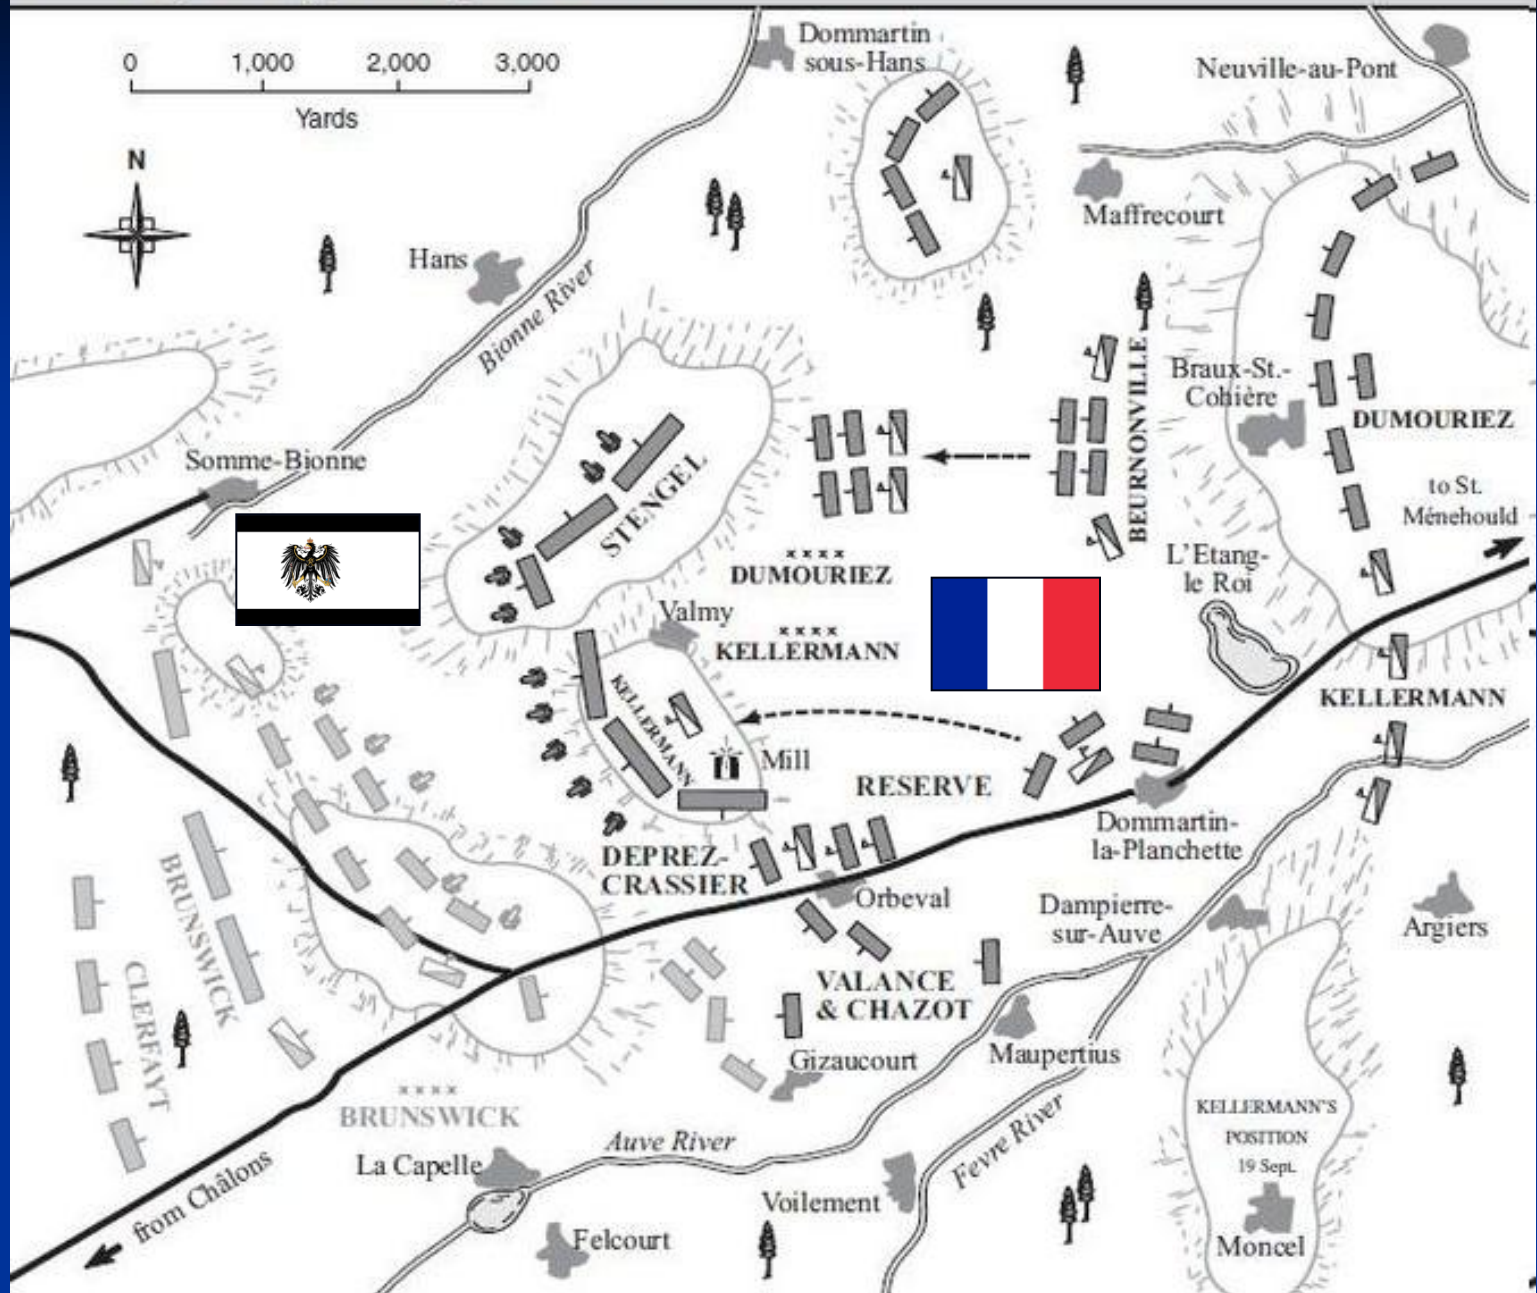 0 1,000 2,000 3,000
Yards
N
Dommartin
sous-Hans
Neuville-au-Pont
Maffrecourt
Hans
Bionne River
Braux-St.-
Cohière
DUMOURIEZ
BEURNONVILLE
Somme-Bionne
STENGEL
to St.
Ménehould
L'Etang-
le Roi
xxxx
DUMOURIEZ
Valmy
xxxx
KELLERMANN
KELLERMANN
KELLERMANN
Mill
RESERVE
Dommartin-
la-Planchette
DEPREZ-
CRASSIER
Orbeval
BRUNSWICK
CLERFAYT
Dampierre-
sur-Auve
Argiers
VALANCE
& CHAZOT
Gizaucourt
Maupertius
xxxx
BRUNSWICK
KELLERMANN'S
POSITION
19 Sept.
La Capelle
Auve River
Fevre River
from Châlons
Voilement
Felcourt
Moncel